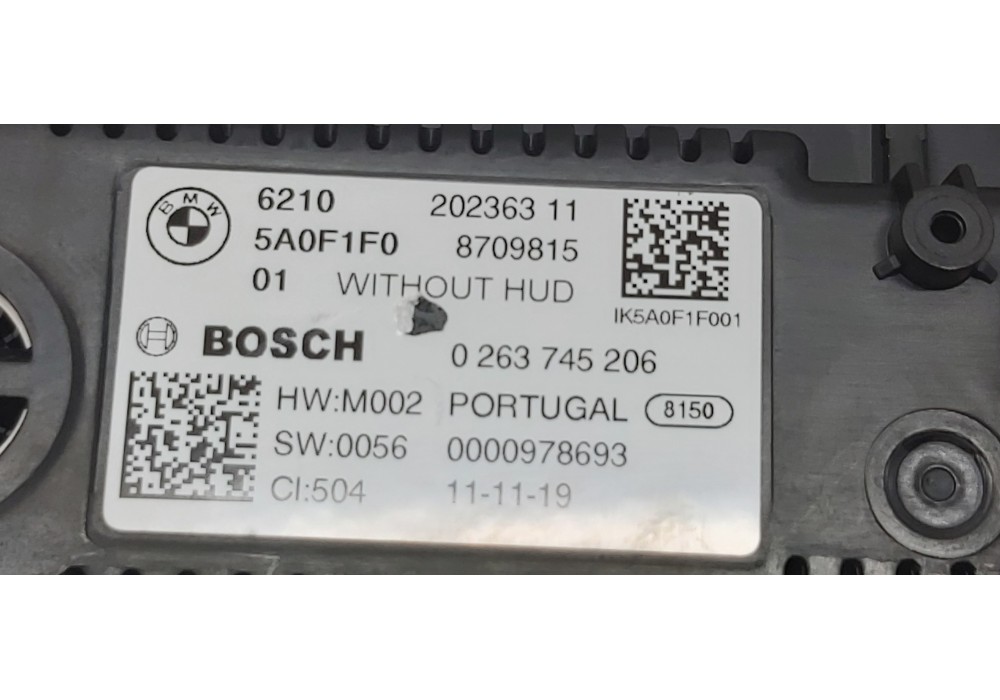 BMW
6210 202363 11
5A0F1F0 8709815
01 WITHOUT HUD
IK5A0F1F001
BOSCH 0 263 745 206
HW:M002 PORTUGAL 8150
SW:0056 0000978693
CI:504 11-11-19